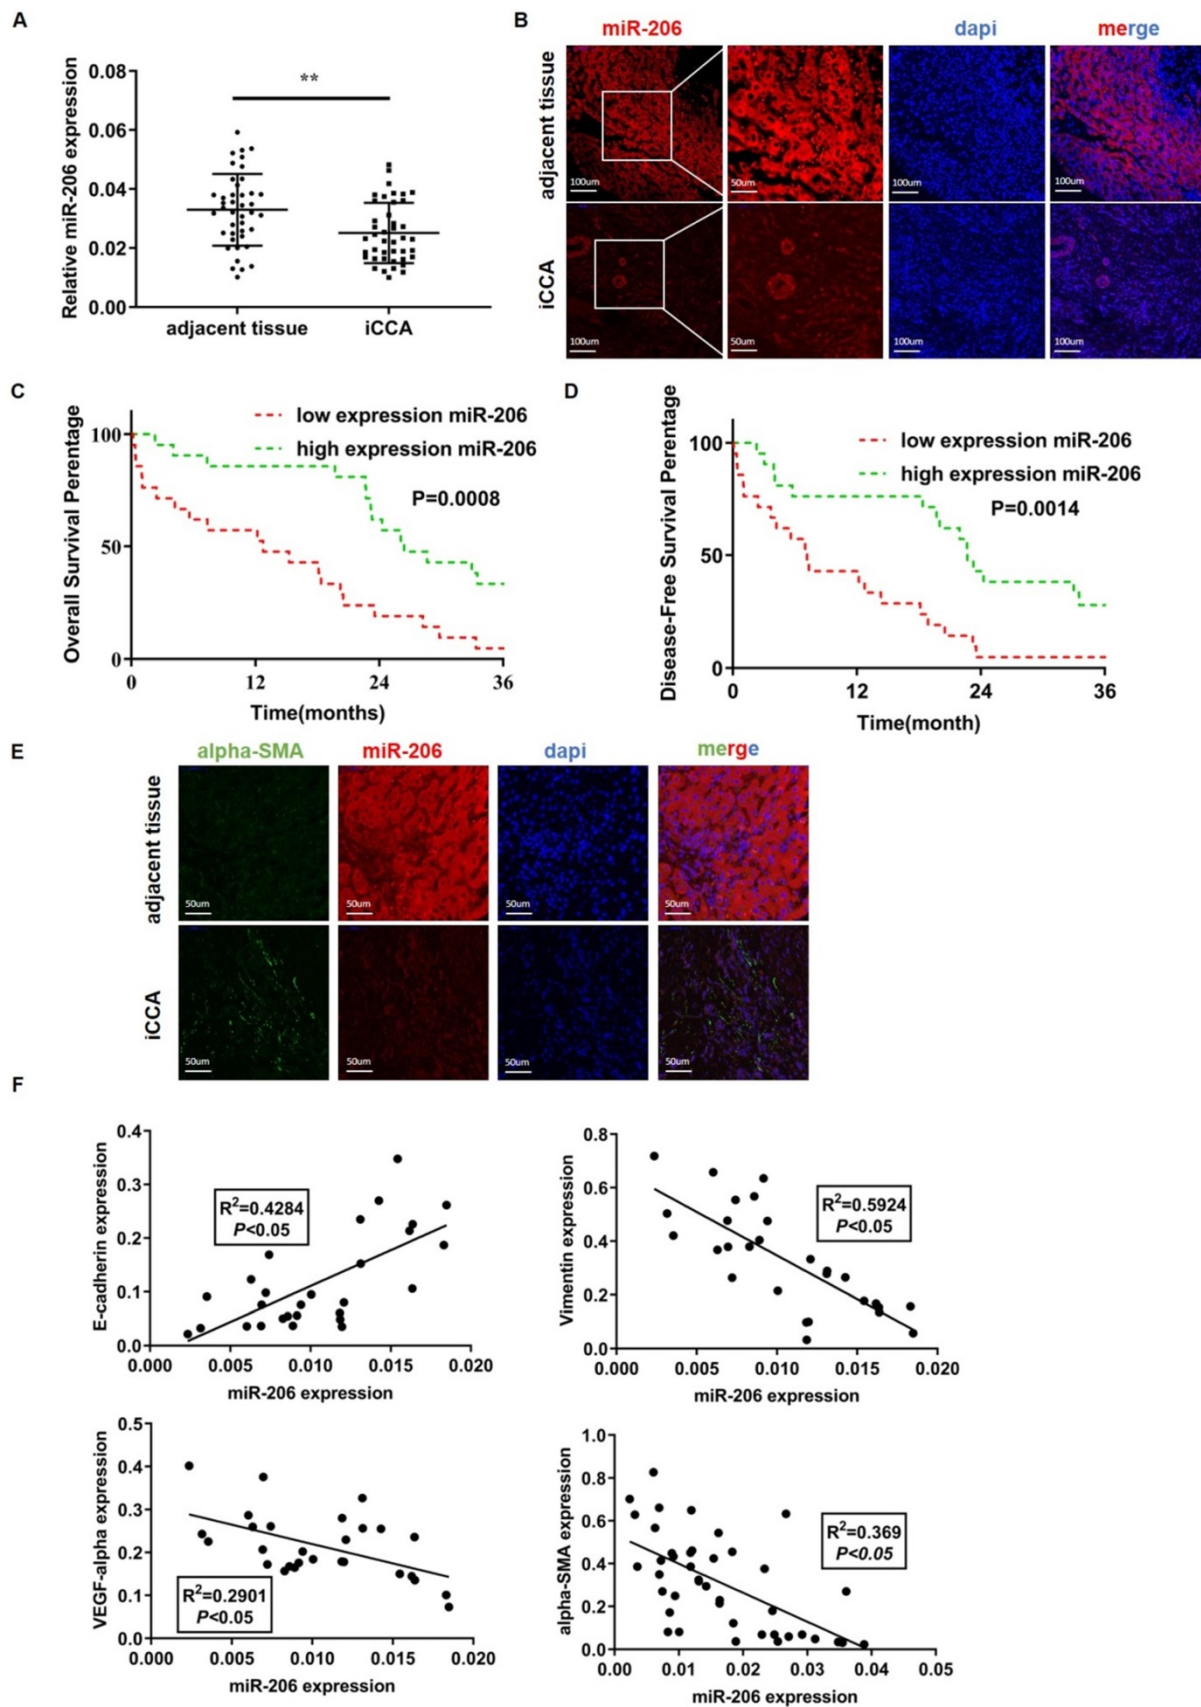 A
B
miR-206
dapi
merge
0.08
0.06
0.04
0.02
0.00
Relative miR-206 expression
**
adjacent tissue
iCCA
adjacent tissue
100um
50um
100um
100um
iCCA
100um
50um
100um
100um
C
low expression miR-206
high expression miR-206
P=0.0008
Overall Survival Perentage
100
50
0
0
12
24
36
Time(months)
D
low expression miR-206
high expression miR-206
P=0.0014
Disease-Free Survival Perentage
100
50
0
0
12
24
36
Time(month)
E
alpha-SMA
miR-206
dapi
merge
adjacent tissue
50um
50um
50um
50um
iCCA
50um
50um
50um
50um
F
E-cadherin expression
0.4
0.3
0.2
0.1
0.0
R²=0.4284
P<0.05
0.000
0.005
0.010
0.015
0.020
miR-206 expression
Vimentin expression
0.8
0.6
0.4
0.2
0.0
R²=0.5924
P<0.05
0.000
0.005
0.010
0.015
0.020
miR-206 expression
VEGF-alpha expression
0.5
0.4
0.3
0.2
0.1
0.0
R²=0.2901
P<0.05
0.000
0.005
0.010
0.015
0.020
miR-206 expression
alpha-SMA expression
1.0
0.8
0.6
0.4
0.2
0.0
R²=0.369
P<0.05
0.00
0.01
0.02
0.03
0.04
0.05
miR-206 expression